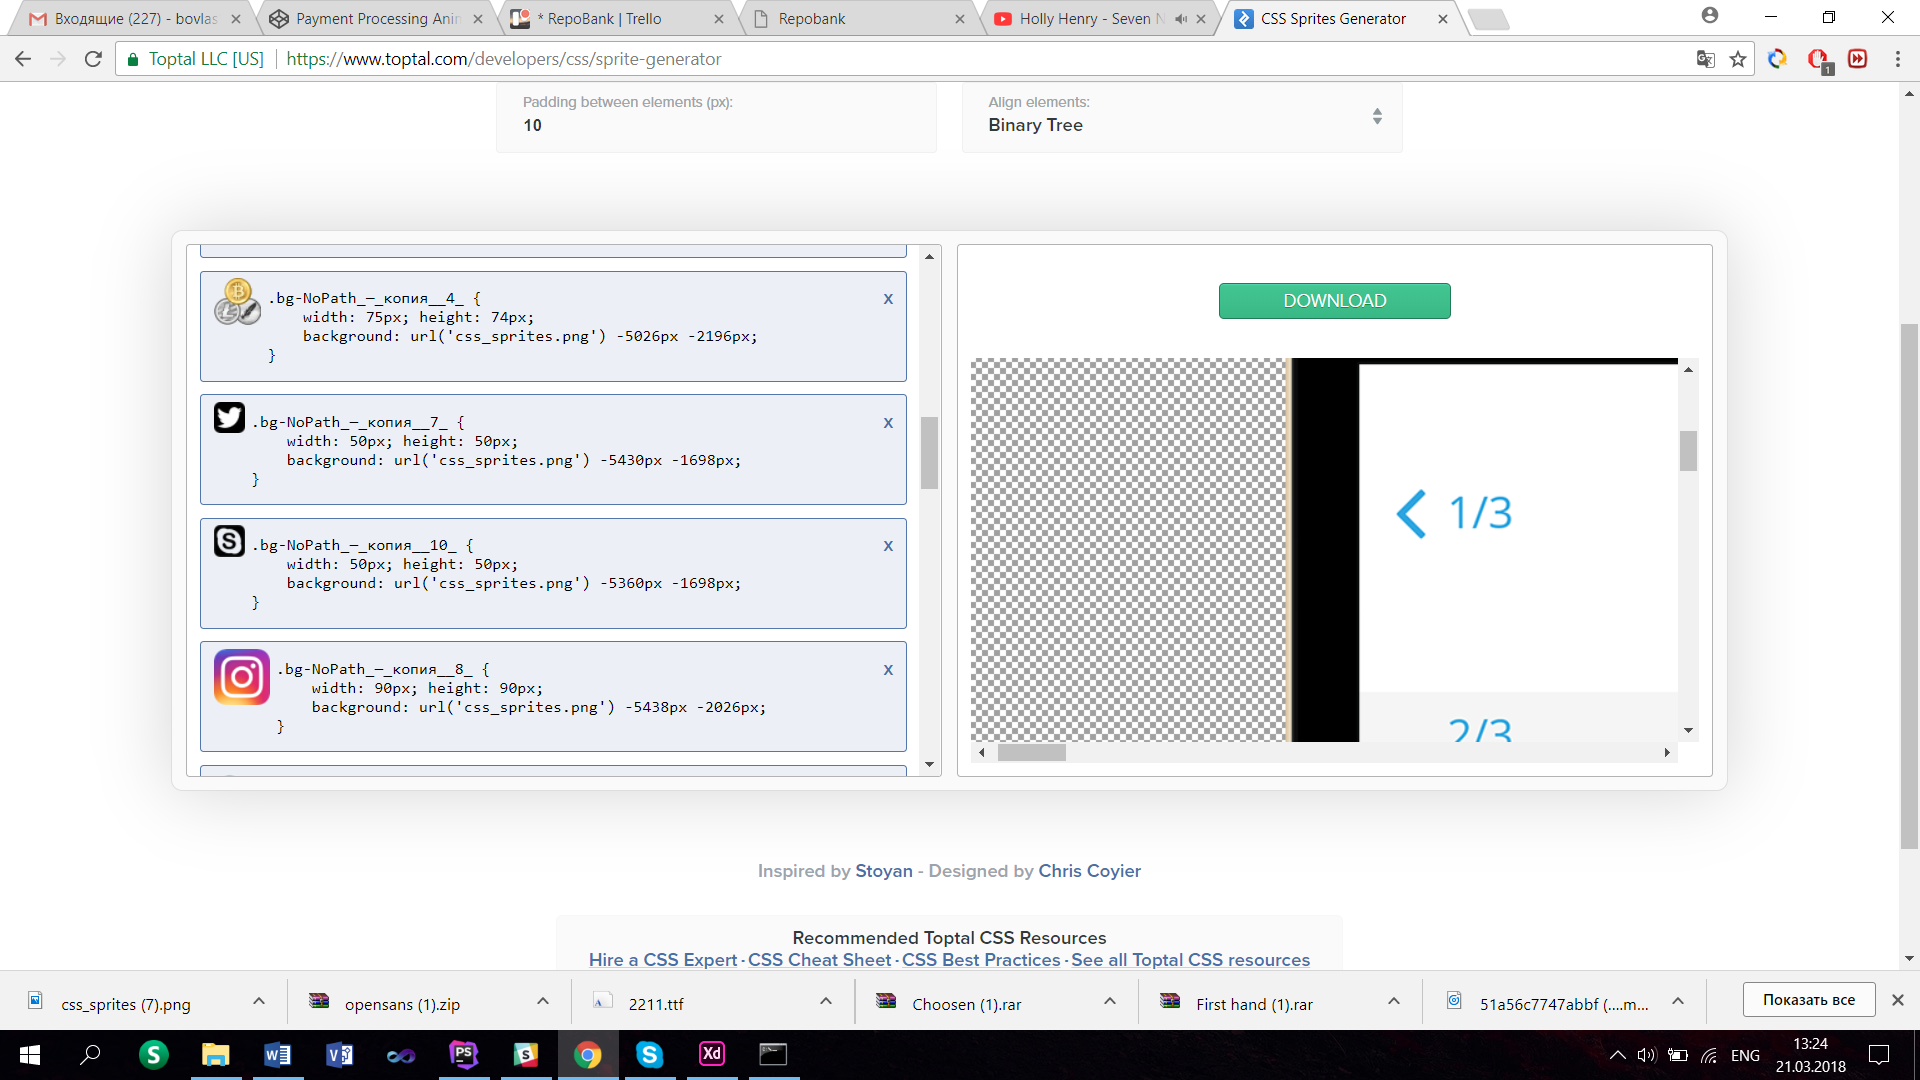 Входящие (227) - bovlas
Payment Processing Anim
* RepoBank | Trello
Repobank
Holly Henry - Seven N
CSS Sprites Generator
Toptal LLC [US]
https://www.toptal.com/developers/css/sprite-generator
1
Padding between elements (px):
10
Align elements:
Binary Tree
.bg-NoPath_—_копия__4_ {
width: 75px; height: 74px;
background: url('css_sprites.png') -5026px -2196px;
}
x
.bg-NoPath_—_копия__7_ {
width: 50px; height: 50px;
background: url('css_sprites.png') -5430px -1698px;
}
x
.bg-NoPath_—_копия__10_ {
width: 50px; height: 50px;
background: url('css_sprites.png') -5360px -1698px;
}
x
.bg-NoPath_—_копия__8_ {
width: 90px; height: 90px;
background: url('css_sprites.png') -5438px -2026px;
}
x
DOWNLOAD
1/3
2/3
Inspired by Stoyan - Designed by Chris Coyier
Recommended Toptal CSS Resources
Hire a CSS Expert · CSS Cheat Sheet · CSS Best Practices · See all Toptal CSS resources
css_sprites (7).png
opensans (1).zip
2211.ttf
Choosen (1).rar
First hand (1).rar
51a56c7747abbf (....m...
Показать все
ENG
13:24
21.03.2018